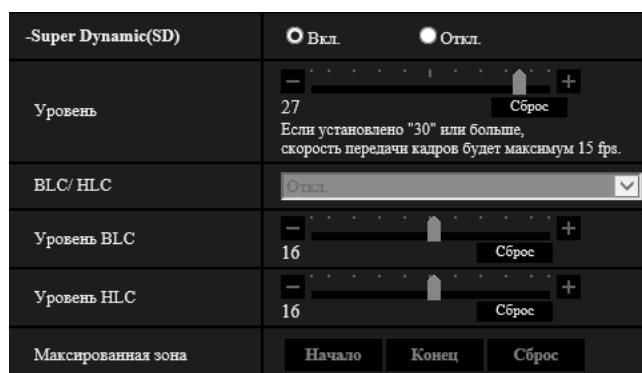 -Super Dynamic(SD) Вкл. Откл.
Уровень
27 Сброс
Если установлено "30" или больше,
скорость передачи кадров будет максимум 15 fps.
BLC/ HLC Откл.
Уровень BLC
16 Сброс
Уровень HLC
16 Сброс
Максированная зона Начало Конец Сброс